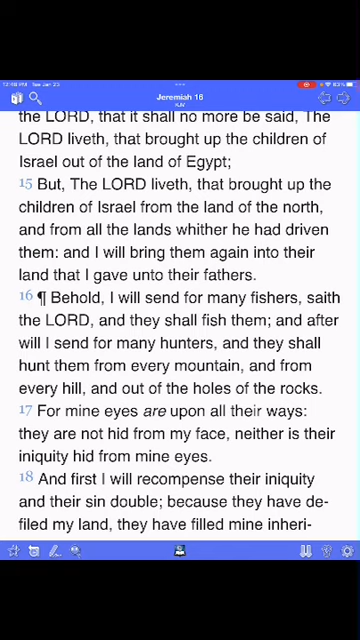 12:48 PM Tue Jan 23
83%
Jeremiah 16
KJV
the LORD, that it shall no more be said, The
LORD liveth, that brought up the children of
Israel out of the land of Egypt;
15 But, The LORD liveth, that brought up the
children of Israel from the land of the north,
and from all the lands whither he had driven
them: and I will bring them again into their
land that I gave unto their fathers.
16 ¶ Behold, I will send for many fishers, saith
the LORD, and they shall fish them; and after
will I send for many hunters, and they shall
hunt them from every mountain, and from
every hill, and out of the holes of the rocks.
17 For mine eyes are upon all their ways:
they are not hid from my face, neither is their
iniquity hid from mine eyes.
18 And first I will recompense their iniquity
and their sin double; because they have de-
filed my land, they have filled mine inheri-